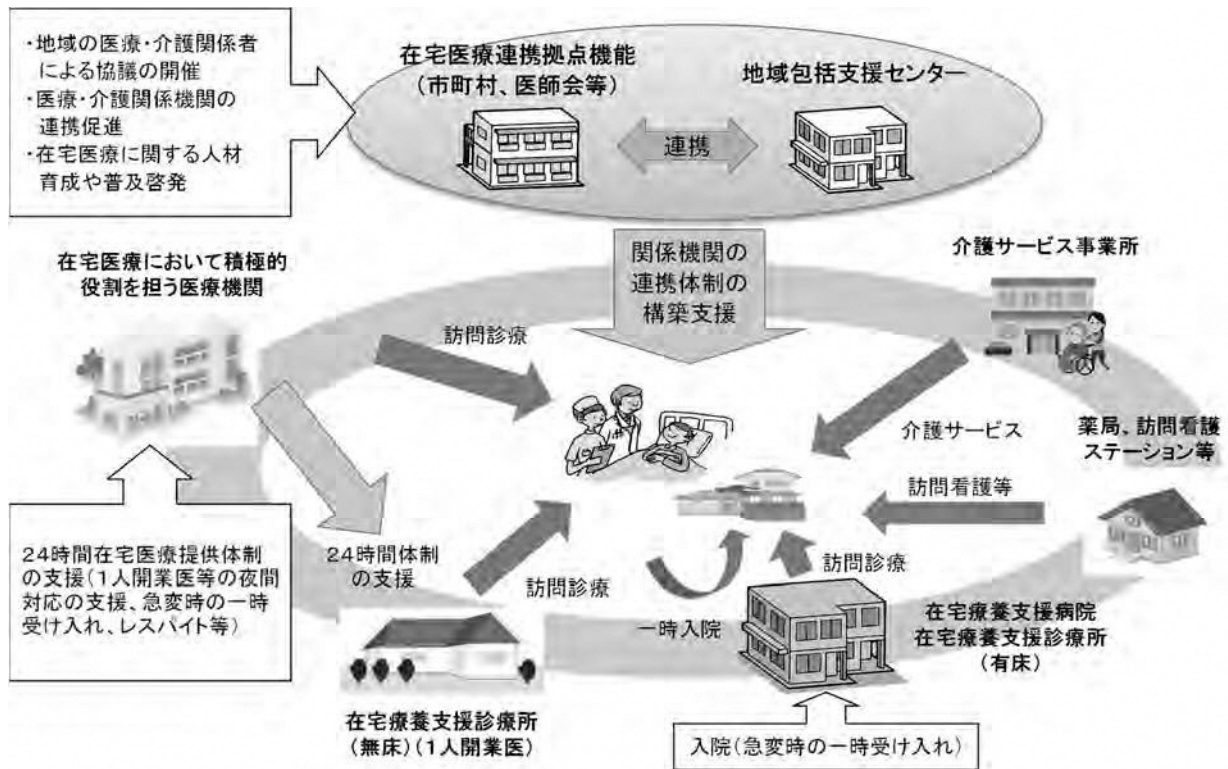 ・地域の医療・介護関係者
による協議の開催
・医療・介護関係機関の
連携促進
・在宅医療に関する人材
育成や普及啓発
在宅医療連携拠点機能
(市町村、医師会等)
地域包括支援センター
連携
関係機関の
連携体制の
構築支援
在宅医療において積極的
役割を担う医療機関
介護サービス事業所
訪問診療
介護サービス
薬局、訪問看護
ステーション等
訪問看護等
24時間在宅医療提供体制
の支援(1人開業医等の夜間
対応の支援、急変時の一時
受け入れ、レスパイト等)
24時間体制
の支援
訪問診療
訪問診療
一時入院
在宅療養支援病院
在宅療養支援診療所
(有床)
在宅療養支援診療所
(無床)(1人開業医)
入院(急変時の一時受け入れ)